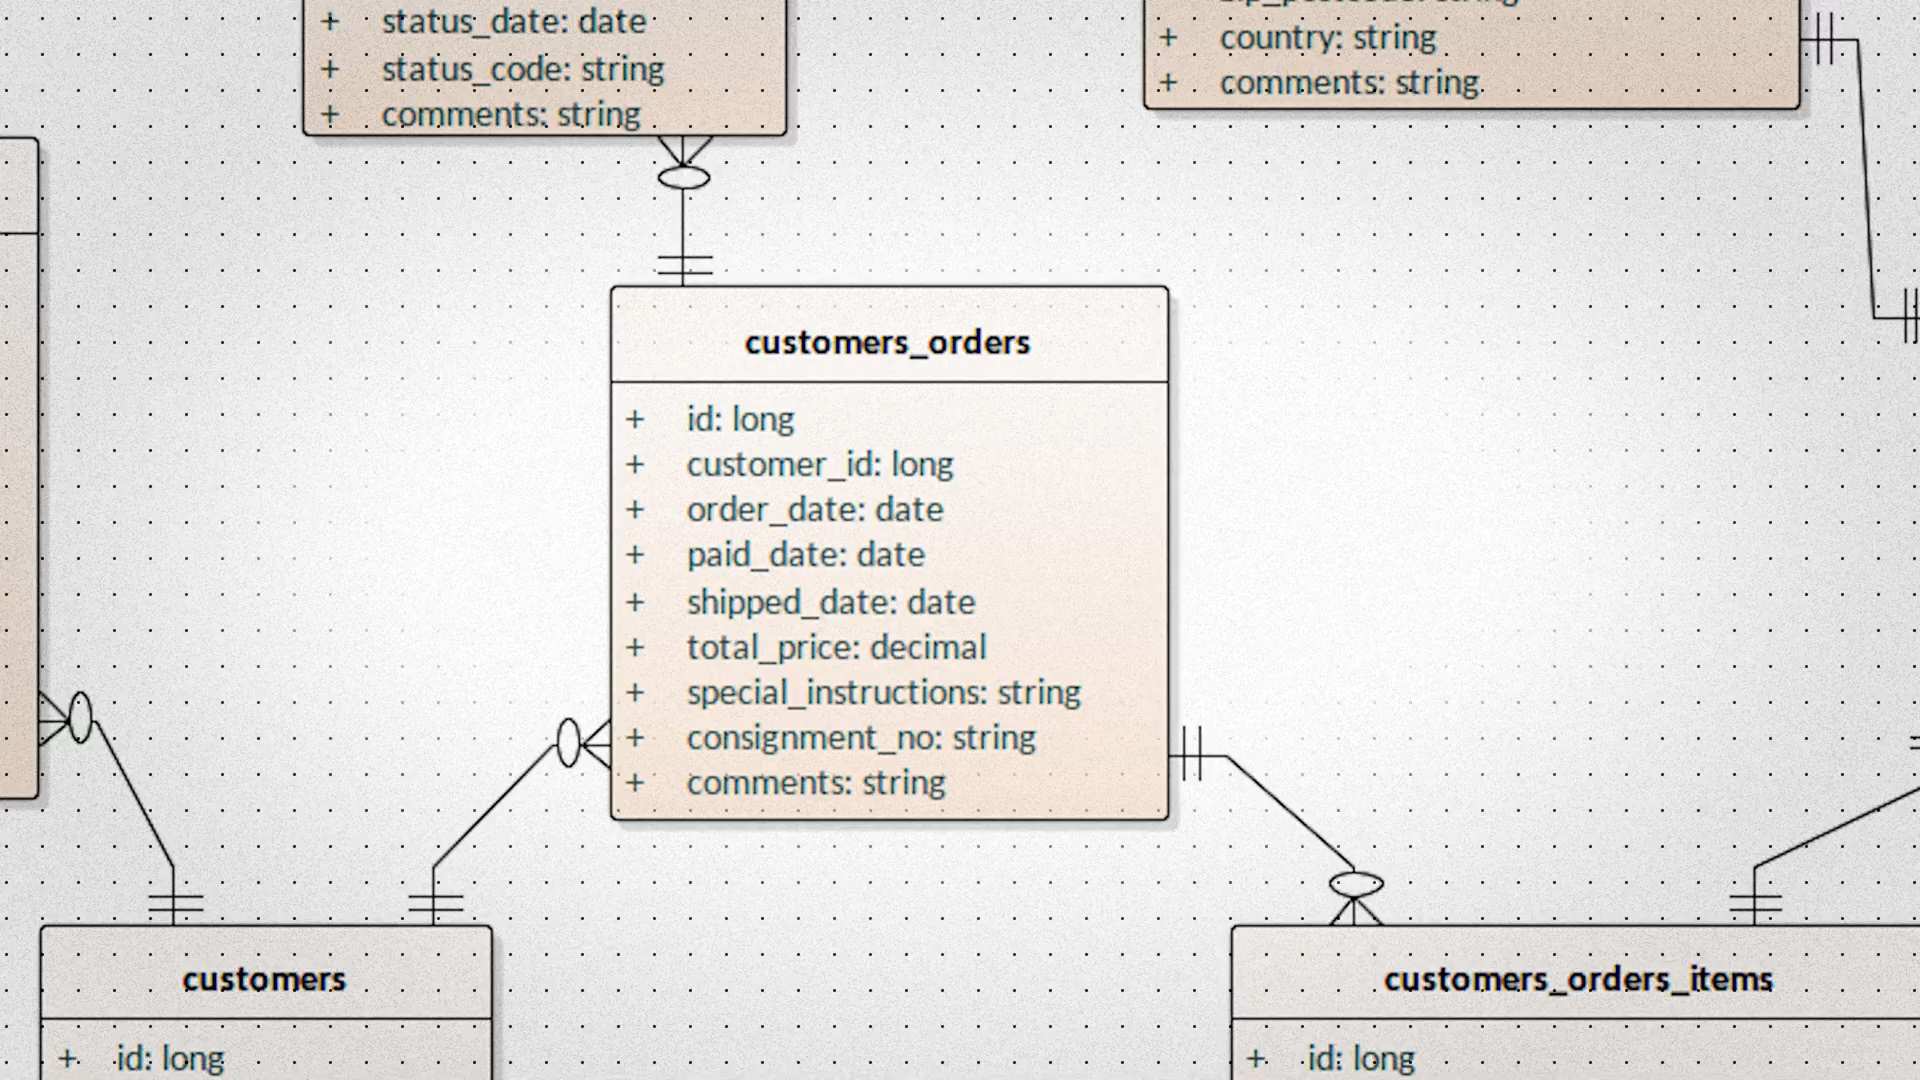 + status_date: date
+ status_code: string
+ comments: string
+ country: string
+ comments: string
customers_orders
+ id: long
+ customer_id: long
+ order_date: date
+ paid_date: date
+ shipped_date: date
+ total_price: decimal
+ special_instructions: string
+ consignment_no: string
+ comments: string
customers
+ id: long
customers_orders_items
+ id: long